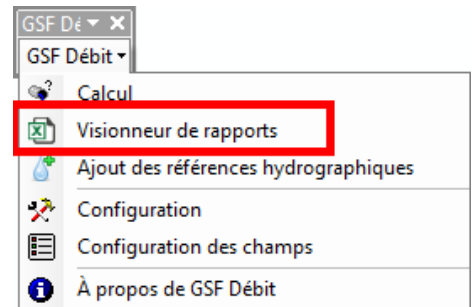 GSF Dé
GSF Débit
Calcul
Visionneur de rapports
Ajout des références hydrographiques
Configuration
Configuration des champs
À propos de GSF Débit